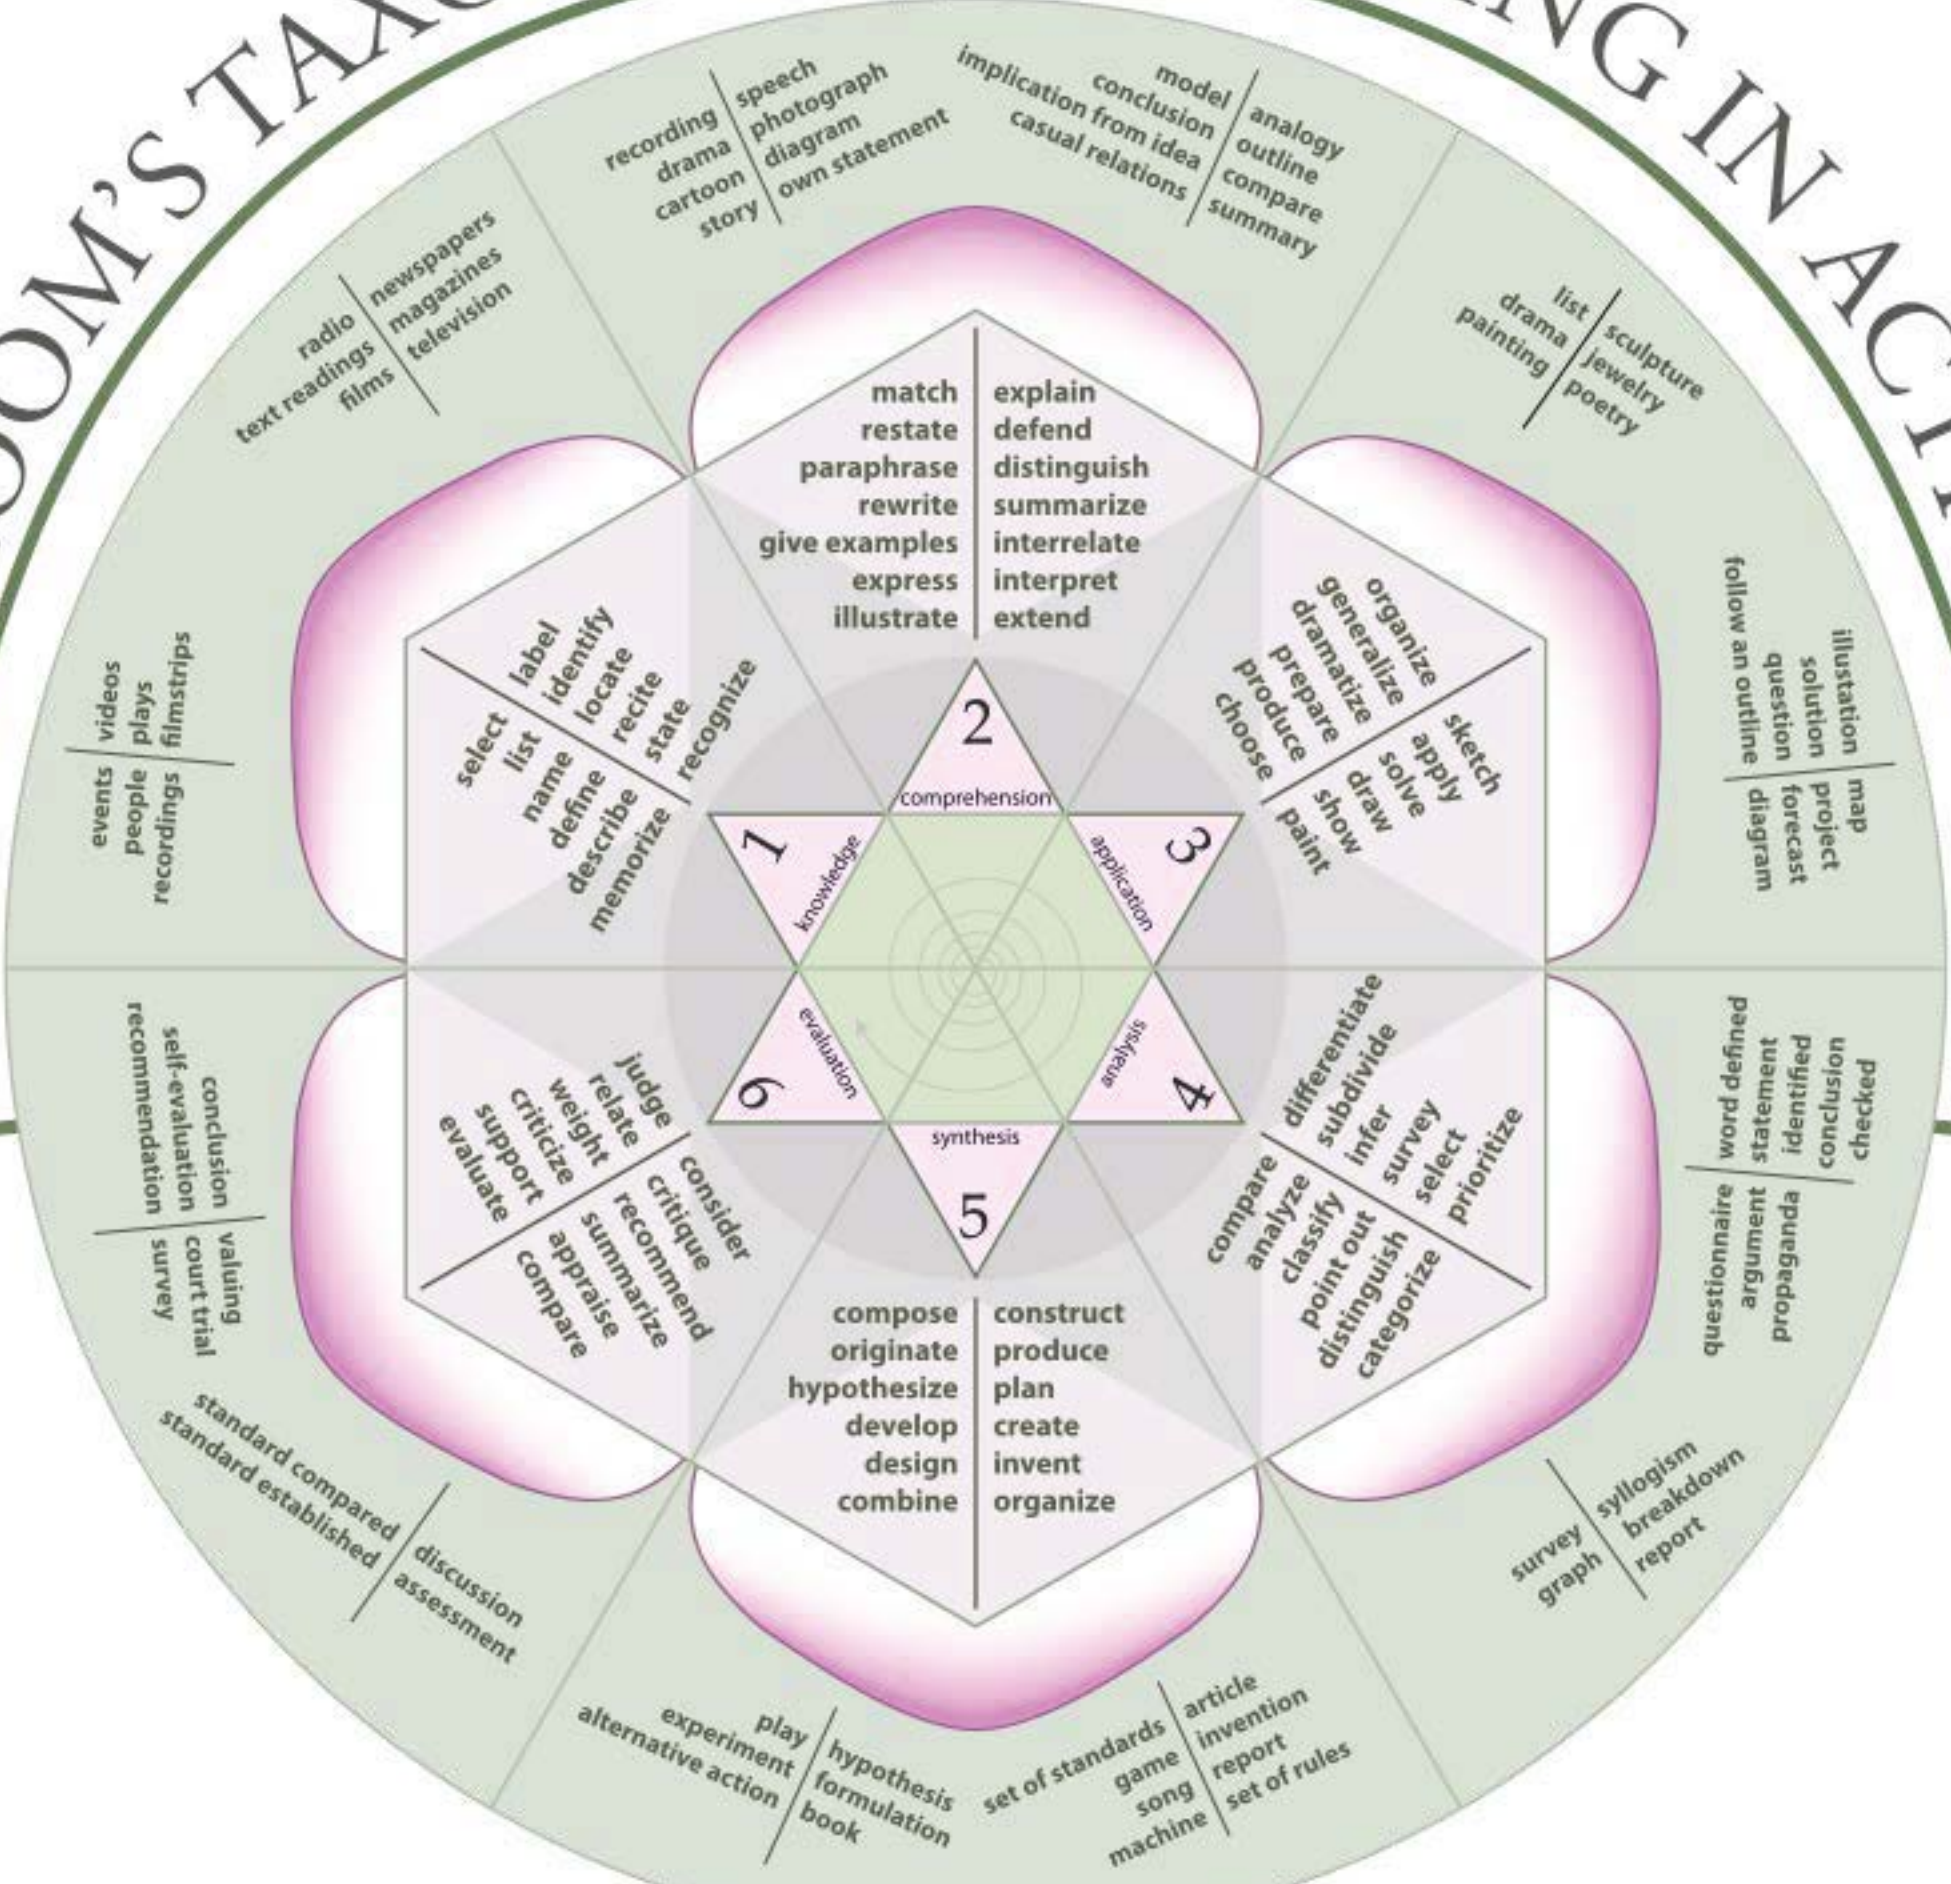 OOM'S TAXO
ING IN ACTI
speech
photograph
diagram
own statement
recording
drama
cartoon
story
model
conclusion
implication from idea
casual relations
analogy
outline
compare
summary
newspapers
magazines
television
radio
text readings
films
videos
plays
filmstrips
events
people
recordings
list
drama
painting
sculpture
jewelry
poetry
illustation
solution
question
follow an outline
map
project
forecast
diagram
match
restate
paraphrase
rewrite
give examples
express
illustrate
explain
defend
distinguish
summarize
interrelate
interpret
extend
label
identify
locate
recite
state
recognize
select
list
name
define
describe
memorize
organize
generalize
dramatize
prepare
produce
choose
sketch
apply
solve
draw
show
paint
1
knowledge
2
comprehension
3
application
4
analysis
5
synthesis
6
evaluation
differentiate
subdivide
infer
survey
select
prioritize
compare
analyze
classify
point out
distinguish
categorize
judge
relate
weight
criticize
support
evaluate
consider
critique
recommend
summarize
appraise
compare
compose
originate
hypothesize
develop
design
combine
construct
produce
plan
create
invent
organize
word defined
statement
identified
conclusion
checked
questionnaire
argument
propaganda
syllogism
breakdown
report
survey
graph
article
invention
report
set of rules
set of standards
game
song
machine
play
experiment
alternative action
hypothesis
formulation
book
standard compared
standard established
discussion
assessment
conclusion
self-evaluation
recommendation
valuing
court trial
survey